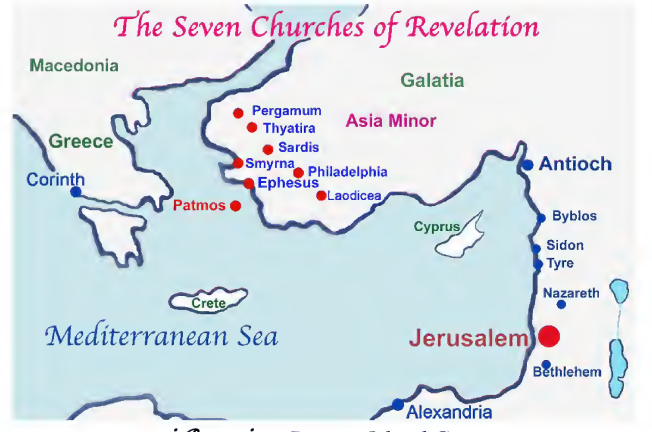 The Seven Churches of Revelation
Macedonia
Galatia
Pergamum
Asia Minor
Thyatira
Greece
Sardis
Smyrna
Philadelphia
Antioch
Corinth
Ephesus
Laodicea
Patmos
Byblos
Cyprus
Sidon
Tyre
Nazareth
Crete
Mediterranean Sea
Jerusalem
Bethlehem
Alexandria